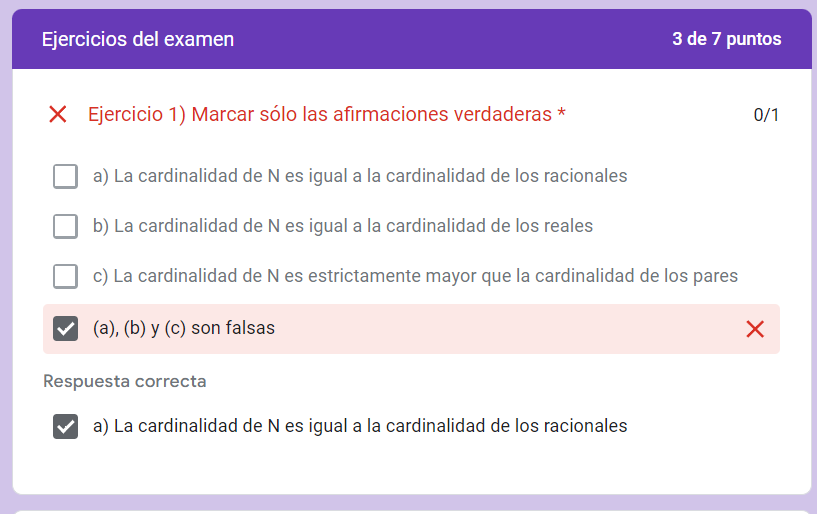 Ejercicios del examen
3 de 7 puntos
Ejercicio 1) Marcar sólo las afirmaciones verdaderas *
0/1
a) La cardinalidad de N es igual a la cardinalidad de los racionales
b) La cardinalidad de N es igual a la cardinalidad de los reales
c) La cardinalidad de N es estrictamente mayor que la cardinalidad de los pares
(a), (b) y (c) son falsas
Respuesta correcta
a) La cardinalidad de N es igual a la cardinalidad de los racionales